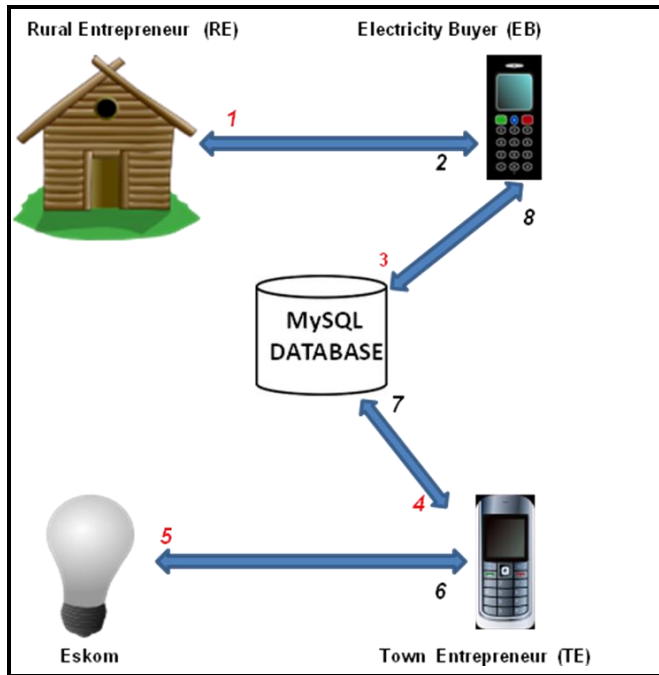 Rural Entrepreneur (RE)
Electricity Buyer (EB)
1
2
8
3
MySQL
DATABASE
7
4
5
6
Eskom
Town Entrepreneur (TE)